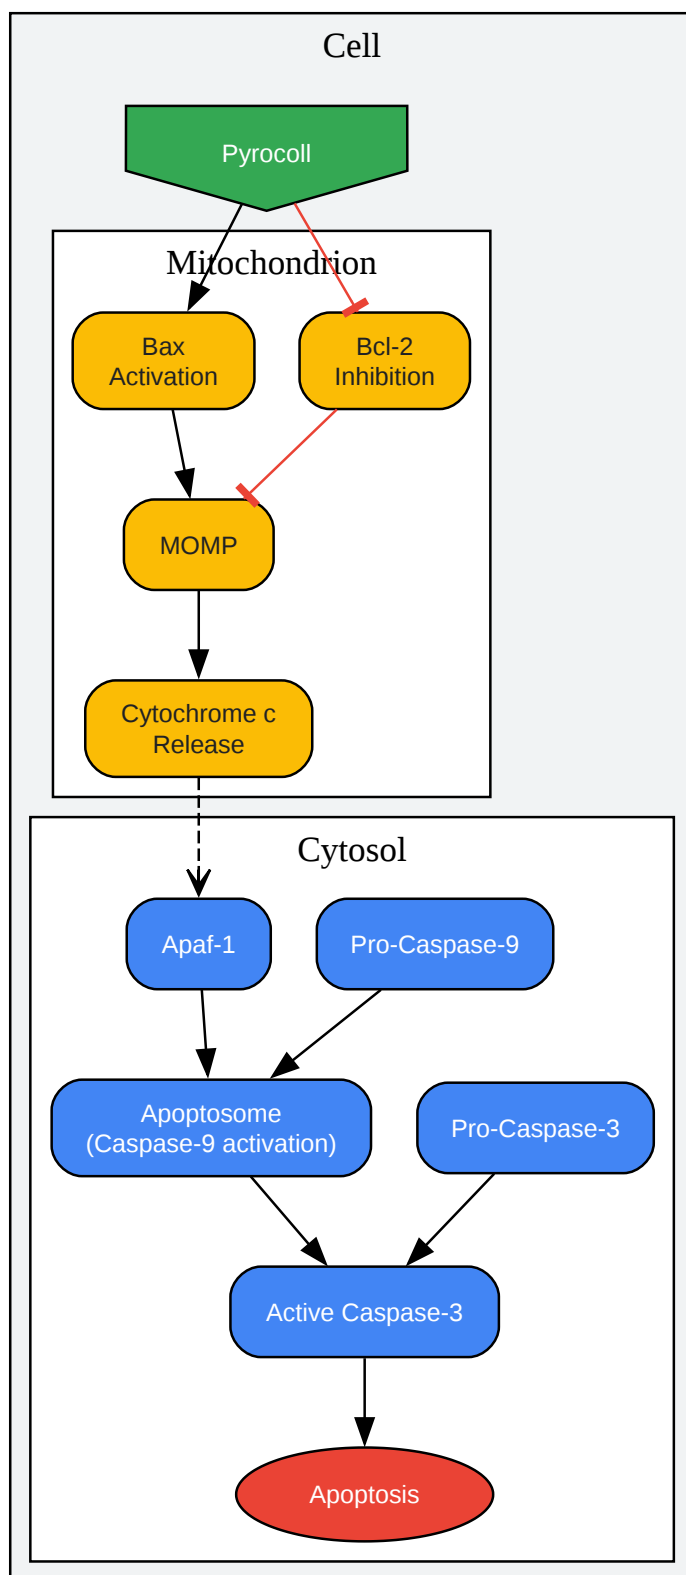 Cell
Pyrocoll
Mitochondrion
Bax
Activation
Bcl-2
Inhibition
MOMP
Cytochrome c
Release
Cytosol
Apaf-1
Pro-Caspase-9
Apoptosome
(Caspase-9 activation)
Pro-Caspase-3
Active Caspase-3
Apoptosis